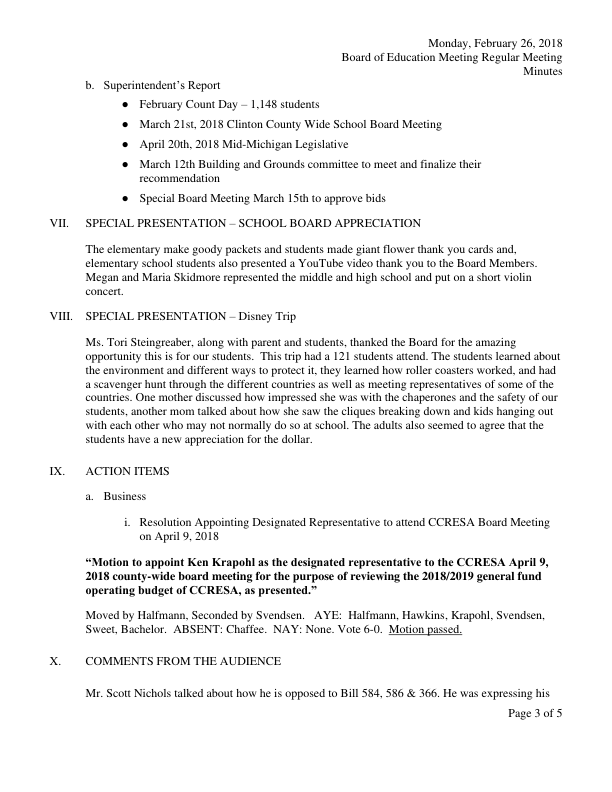 Monday, February 26, 2018
Board of Education Meeting Regular Meeting
Minutes
b. Superintendent’s Report
● February Count Day – 1,148 students
● March 21st, 2018 Clinton County Wide School Board Meeting
● April 20th, 2018 Mid-Michigan Legislative
● March 12th Building and Grounds committee to meet and finalize their
recommendation
● Special Board Meeting March 15th to approve bids
VII. SPECIAL PRESENTATION – SCHOOL BOARD APPRECIATION
The elementary make goody packets and students made giant flower thank you cards and,
elementary school students also presented a YouTube video thank you to the Board Members.
Megan and Maria Skidmore represented the middle and high school and put on a short violin
concert.
VIII. SPECIAL PRESENTATION – Disney Trip
Ms. Tori Steingreaber, along with parent and students, thanked the Board for the amazing
opportunity this is for our students.  This trip had a 121 students attend. The students learned about
the environment and different ways to protect it, they learned how roller coasters worked, and had
a scavenger hunt through the different countries as well as meeting representatives of some of the
countries. One mother discussed how impressed she was with the chaperones and the safety of our
students, another mom talked about how she saw the cliques breaking down and kids hanging out
with each other who may not normally do so at school. The adults also seemed to agree that the
students have a new appreciation for the dollar.
IX. ACTION ITEMS
a. Business
i. Resolution Appointing Designated Representative to attend CCRESA Board Meeting
on April 9, 2018
“Motion to appoint Ken Krapohl as the designated representative to the CCRESA April 9,
2018 county-wide board meeting for the purpose of reviewing the 2018/2019 general fund
operating budget of CCRESA, as presented.”
Moved by Halfmann, Seconded by Svendsen.  AYE:  Halfmann, Hawkins, Krapohl, Svendsen,
Sweet, Bachelor.  ABSENT: Chaffee.  NAY: None. Vote 6-0.  Motion passed.
X. COMMENTS FROM THE AUDIENCE
Mr. Scott Nichols talked about how he is opposed to Bill 584, 586 & 366. He was expressing his
Page 3 of 5